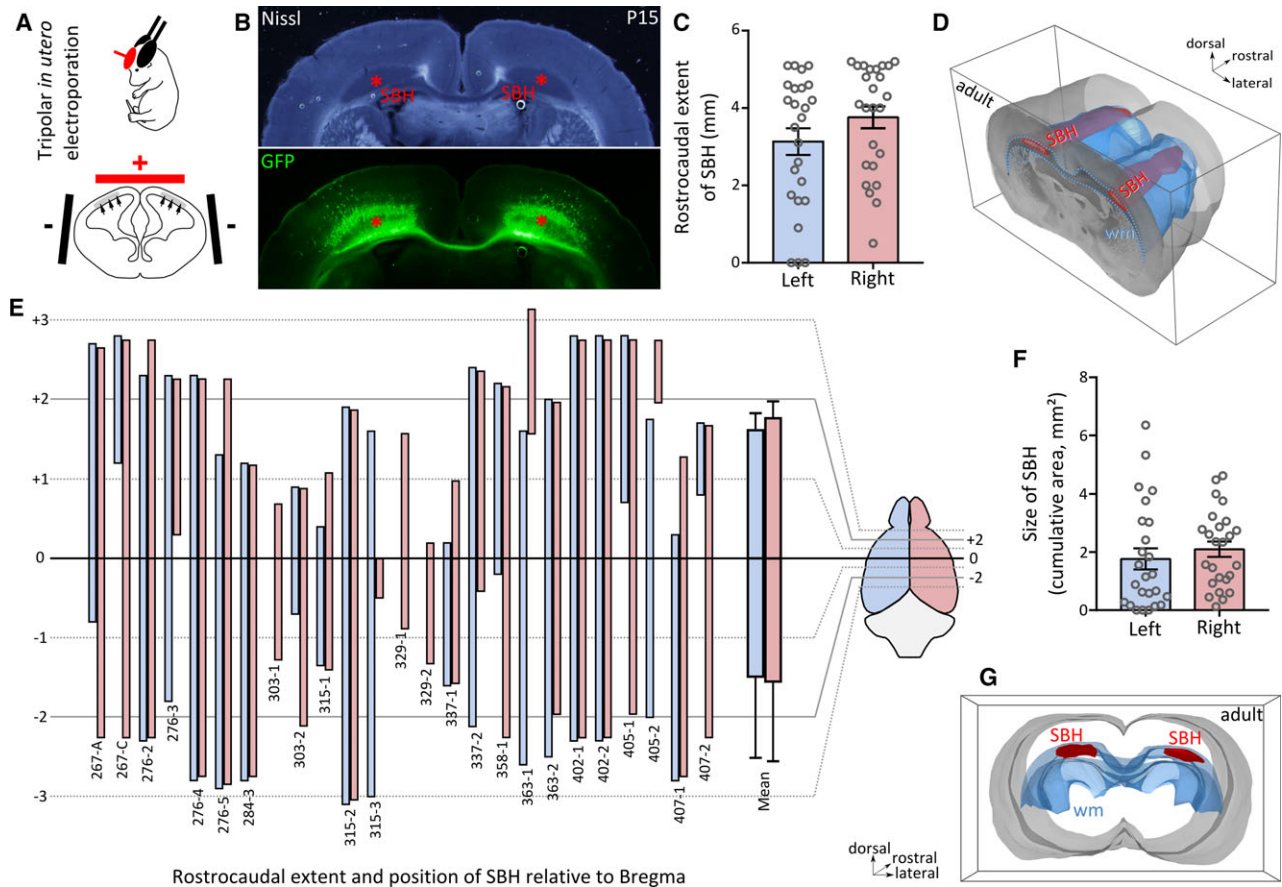 A
Tripolar in utero
electroporation
+
-
-
B
Nissl
P15
SBH
*
SBH
*
GFP
*
*
C
Rostrocaudal extent
of SBH (mm)
6
4
2
0
Left
Right
D
dorsal
rostral
lateral
adult
SBH
SBH
wm
E
+3
+2
+1
0
-1
-2
-3
267-A
267-C
276-2
276-3
276-4
276-5
284-3
303-1
303-2
315-1
315-2
315-3
329-1
329-2
337-1
337-2
358-1
363-1
363-2
402-1
402-2
405-1
405-2
407-1
407-2
Mean
+2
0
-2
Rostrocaudal extent and position of SBH relative to Bregma
F
Size of SBH
(cumulative area, mm²)
8
6
4
2
0
Left
Right
G
adult
SBH
SBH
wm
dorsal
rostral
lateral